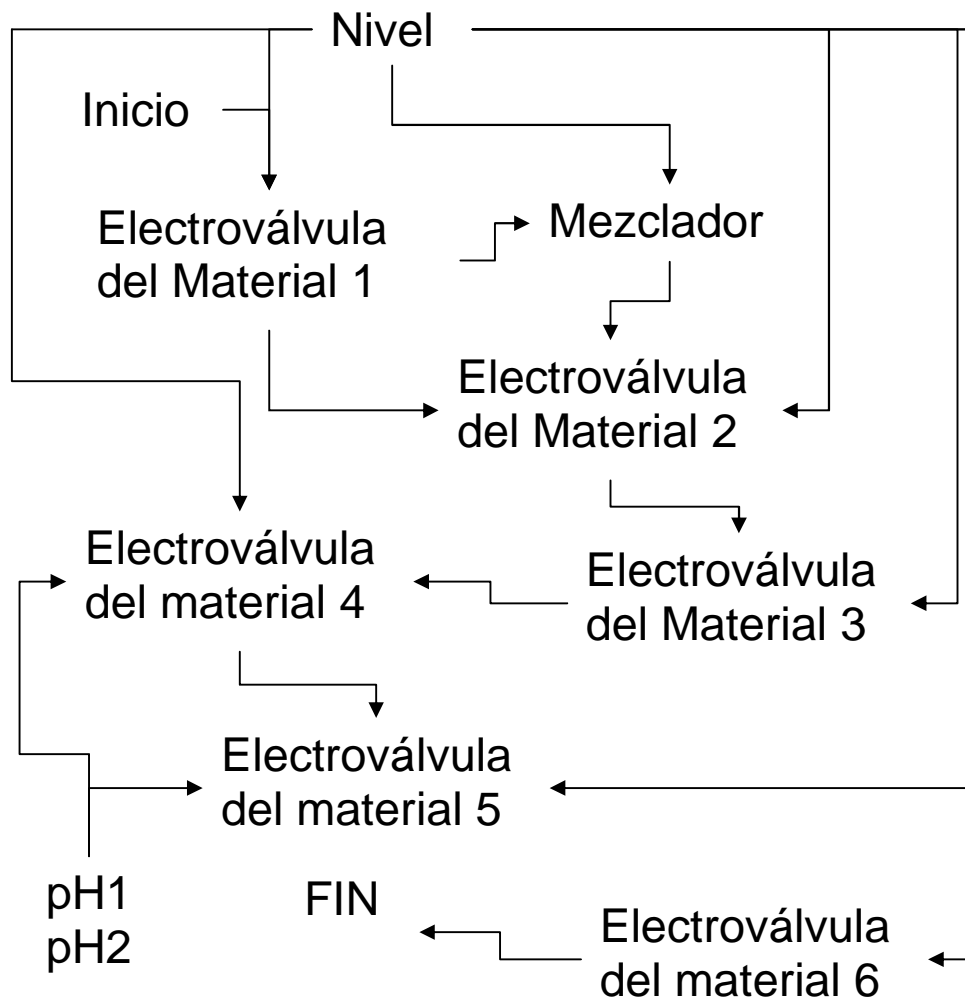 Nivel
Inicio
Electroválvula
del Material 1
Mezclador
Electroválvula
del Material 2
Electroválvula
del material 4
Electroválvula
del Material 3
Electroválvula
del material 5
pH1
pH2
FIN
Electroválvula
del material 6